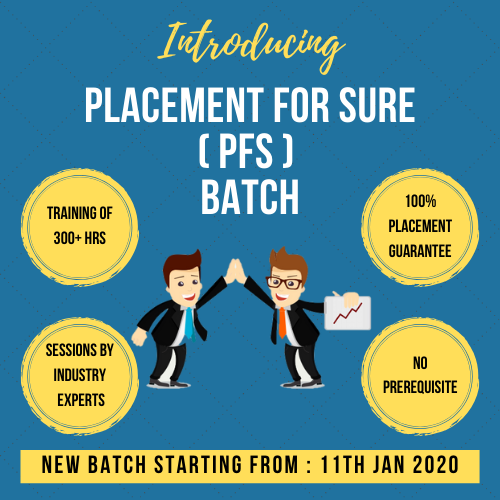 Introducing
PLACEMENT FOR SURE
( PFS )
BATCH
TRAINING OF
300+ HRS
100%
PLACEMENT
GUARANTEE
SESSIONS BY
INDUSTRY
EXPERTS
NO
PREREQUISITE
NEW BATCH STARTING FROM : 11TH JAN 2020